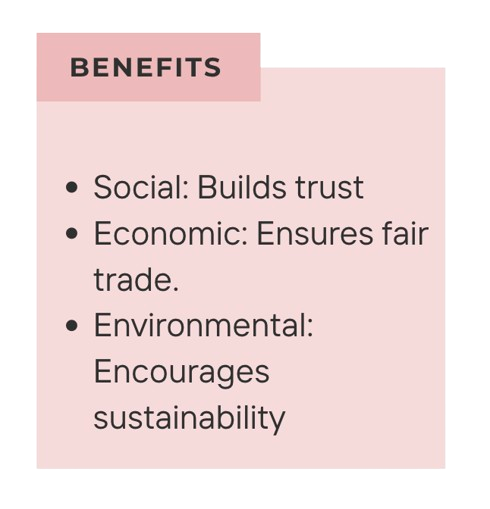 BENEFITS
• Social: Builds trust
• Economic: Ensures fair
trade.
• Environmental:
Encourages
sustainability